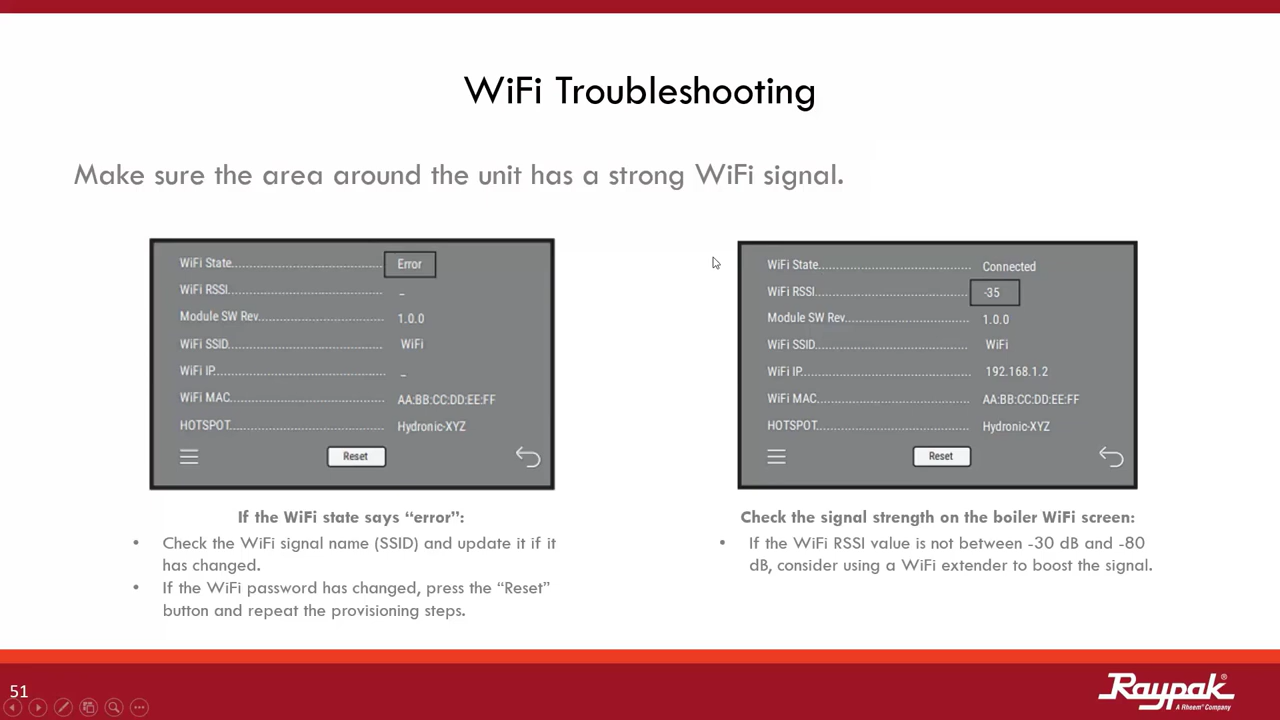 WiFi Troubleshooting
Make sure the area around the unit has a strong WiFi signal.
WiFi State.................................................. Error
WiFi RSSI.................................................. _
Module SW Rev.......................................... 1.0.0
WiFi SSID.................................................. WiFi
WiFi IP...................................................... _
WiFi MAC.................................................. AA:BB:CC:DD:EE:FF
HOTSPOT.................................................. Hydronic-XYZ
Reset
If the WiFi state says “error”:
• Check the WiFi signal name (SSID) and update it if it
has changed.
• If the WiFi password has changed, press the “Reset”
button and repeat the provisioning steps.
WiFi State.................................................. Connected
WiFi RSSI.................................................. -35
Module SW Rev.......................................... 1.0.0
WiFi SSID.................................................. WiFi
WiFi IP...................................................... 192.168.1.2
WiFi MAC.................................................. AA:BB:CC:DD:EE:FF
HOTSPOT.................................................. Hydronic-XYZ
Reset
Check the signal strength on the boiler WiFi screen:
• If the WiFi RSSI value is not between -30 dB and -80
dB, consider using a WiFi extender to boost the signal.
51
Raypak®
A Rheem® Company